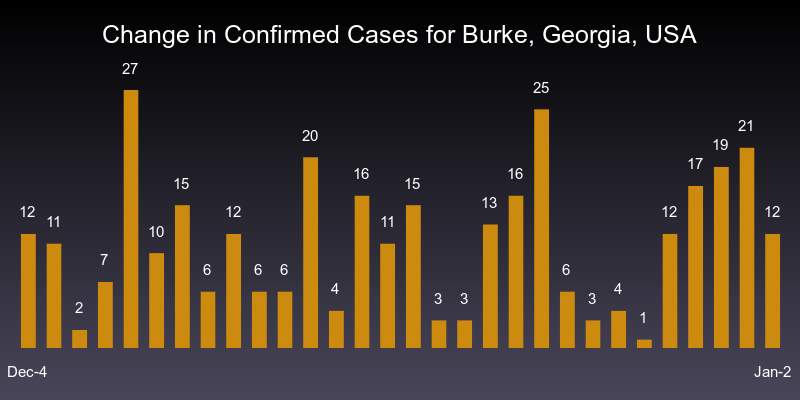 Change in Confirmed Cases for Burke, Georgia, USA
12 11 2 7 27 10 15 6 12 6 6 20 4 16 11 15 3 3 13 16 25 6 3 4 1 12 17 19 21 12
Dec-4 Jan-2